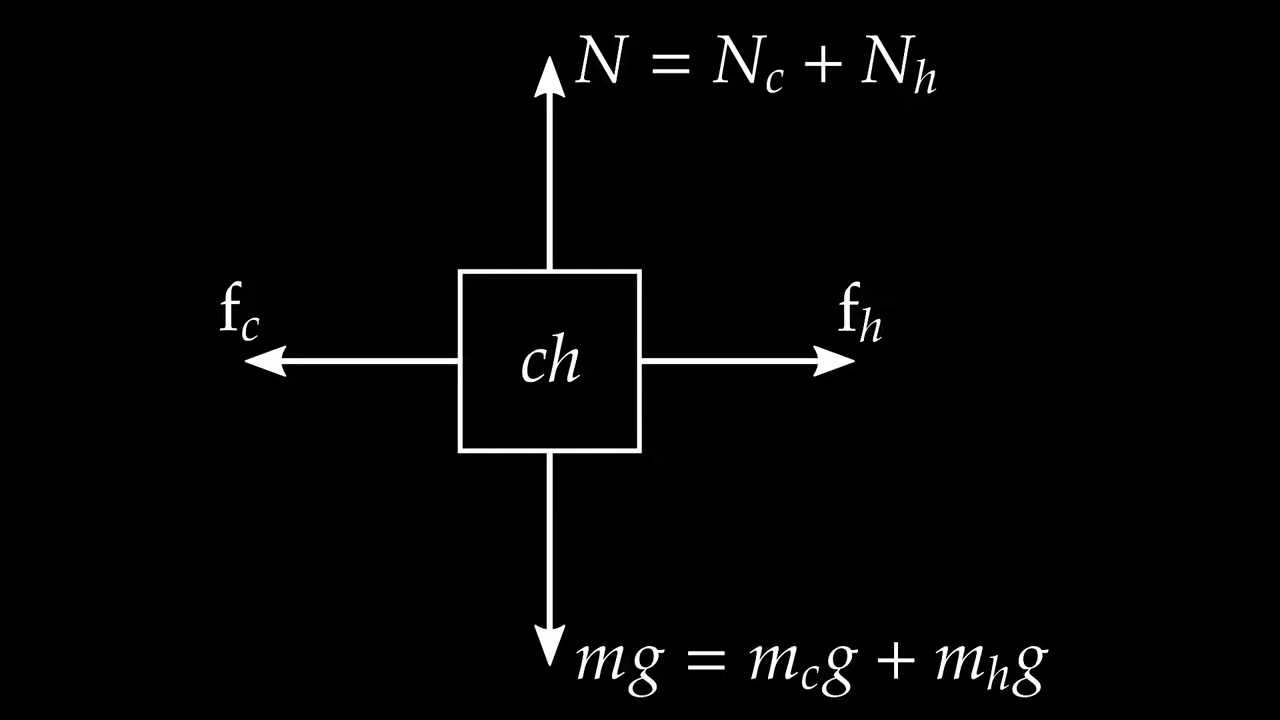 N = N_c + N_h
f_c
f_h
ch
mg = m_cg + m_hg